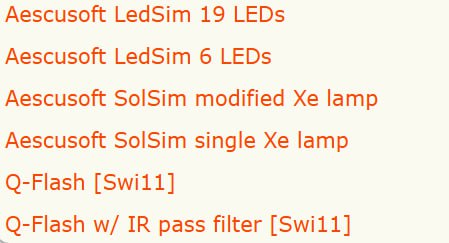 Aescusoft LedSim 19 LEDs
Aescusoft LedSim 6 LEDs
Aescusoft SolSim modified Xe lamp
Aescusoft SolSim single Xe lamp
Q-Flash [Swi11]
Q-Flash w/ IR pass filter [Swi11]